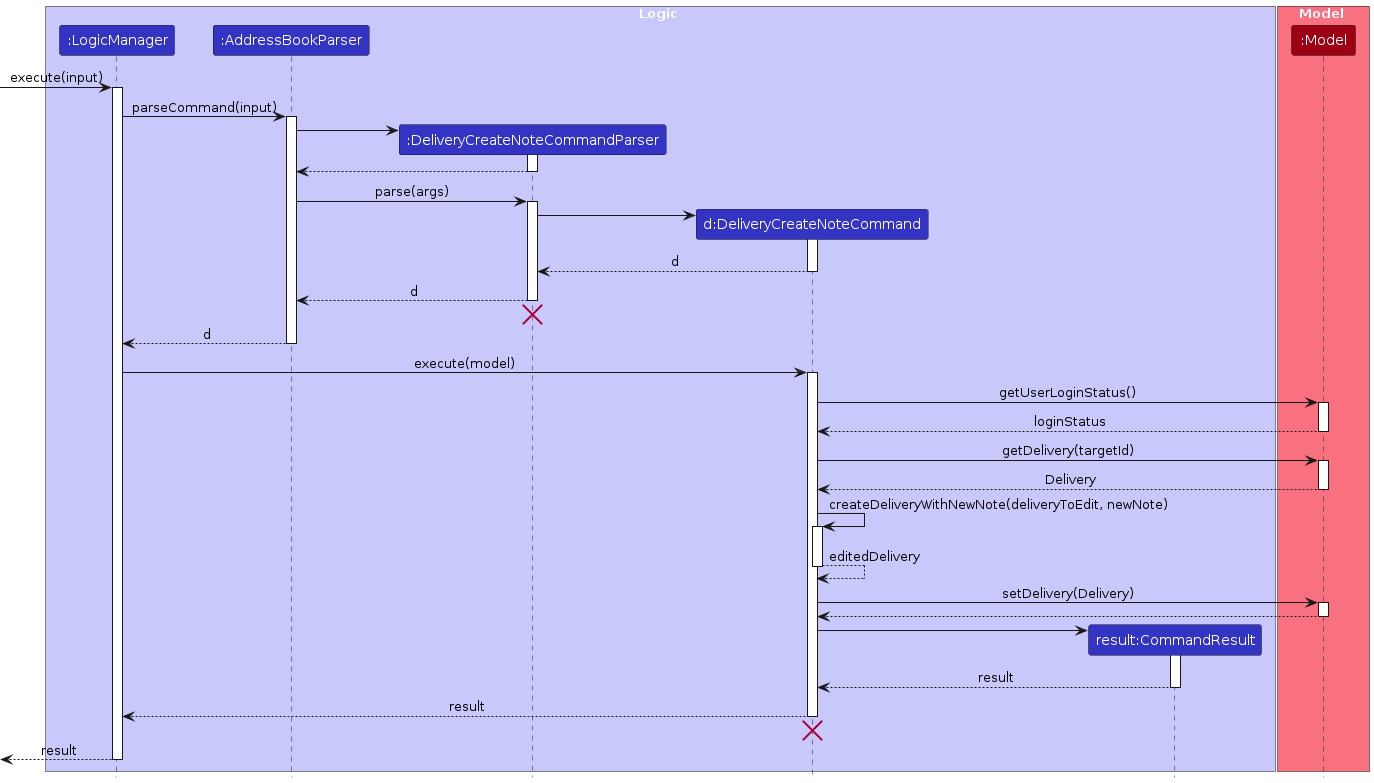 Logic
Model
:LogicManager
:AddressBookParser
:Model
execute(input)
parseCommand(input)
:DeliveryCreateNoteCommandParser
parse(args)
d:DeliveryCreateNoteCommand
d
d
d
execute(model)
getUserLoginStatus()
loginStatus
getDelivery(targetId)
Delivery
createDeliveryWithNewNote(deliveryToEdit, newNote)
editedDelivery
setDelivery(Delivery)
result:CommandResult
result
result
result